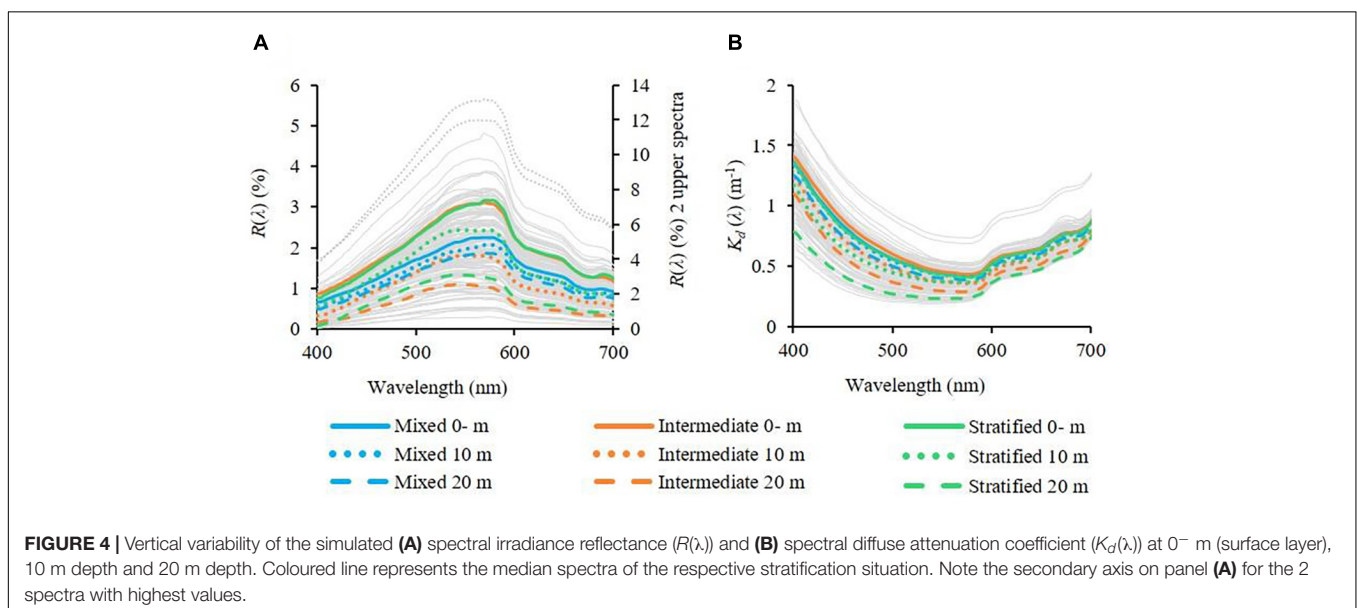 A
B
6
5
4
3
2
1
0
R(λ) (%)
14
12
10
8
6
4
2
0
R(λ) (%) 2 upper spectra
400 500 600 700
Wavelength (nm)
2
1.5
1
0.5
0
K_d (λ) (m⁻¹)
400 500 600 700
Wavelength (nm)
Mixed 0- m Intermediate 0- m Stratified 0- m
Mixed 10 m Intermediate 10 m Stratified 10 m
Mixed 20 m Intermediate 20 m Stratified 20 m
FIGURE 4 | Vertical variability of the simulated (A) spectral irradiance reflectance (R(λ)) and (B) spectral diffuse attenuation coefficient (K_d(λ)) at 0⁻ m (surface layer),
10 m depth and 20 m depth. Coloured line represents the median spectra of the respective stratification situation. Note the secondary axis on panel (A) for the 2
spectra with highest values.